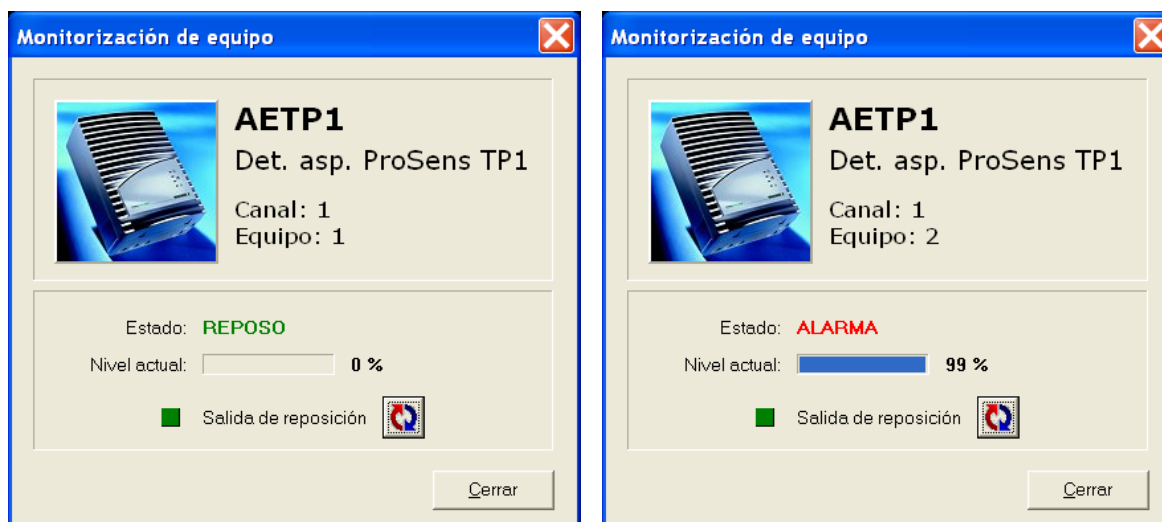 Monitorización de equipo
AETP1
Det. asp. ProSens TP1
Canal: 1
Equipo: 1
Estado: REPOSO
Nivel actual: 0 %
Salida de reposición
Cerrar
Monitorización de equipo
AETP1
Det. asp. ProSens TP1
Canal: 1
Equipo: 2
Estado: ALARMA
Nivel actual: 99 %
Salida de reposición
Cerrar